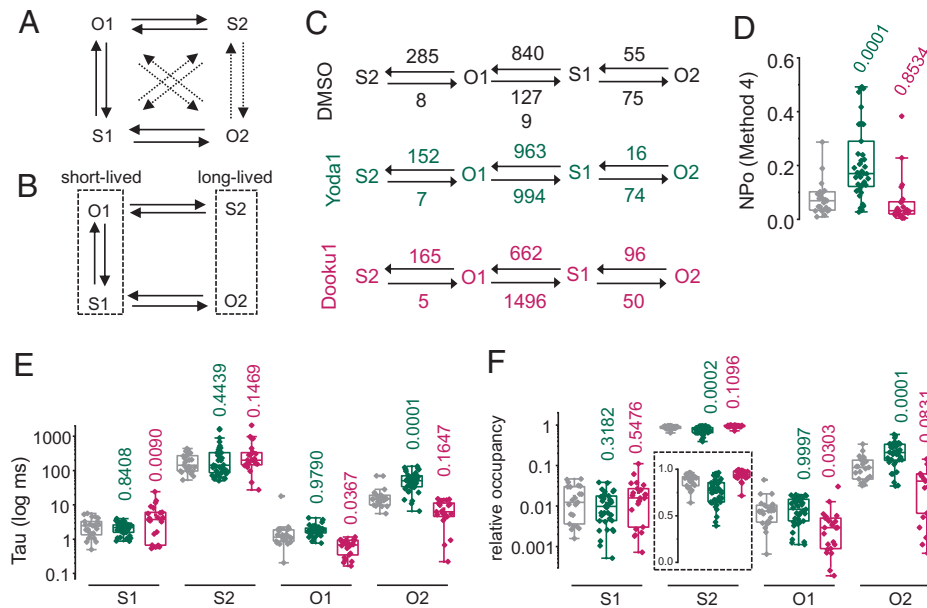 A
O1
S2
S1
O2
B
short-lived
long-lived
O1
S2
S1
O2
C
DMSO
285
840
55
S2
O1
S1
O2
8
127
9
75
Yoda1
152
963
16
S2
O1
S1
O2
7
994
74
Dooku1
165
662
96
S2
O1
S1
O2
5
1496
50
D
0.0001
0.8534
NPo (Method 4)
0.6
0.4
0.2
0.0
E
Tau (log ms)
1000
100
10
1
0.1
0.8408
0.0090
0.4439
0.1469
0.9790
0.0367
0.0001
0.1647
S1
S2
O1
O2
F
relative occupancy
1
0.1
0.01
0.001
0.3182
0.5476
0.0002
0.1096
0.9997
0.0303
0.0001
0.0831
1.0
0.5
0.0
S1
S2
O1
O2